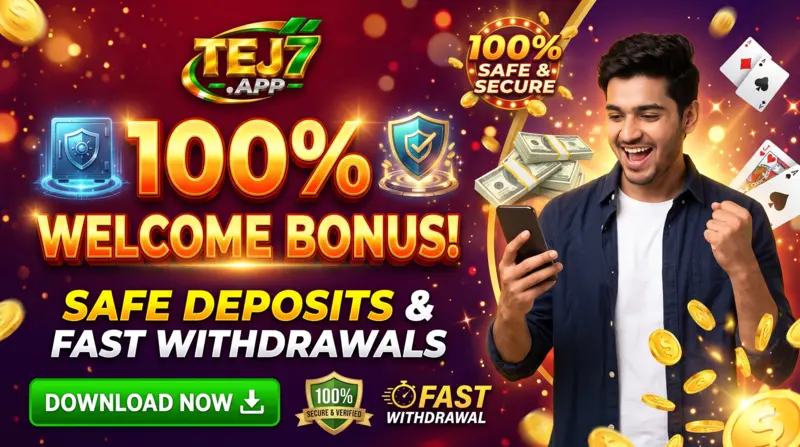 TEJ7
.APP
100%
SAFE &
SECURE
100%
WELCOME BONUS!
SAFE DEPOSITS &
FAST WITHDRAWALS
DOWNLOAD NOW
100%
SECURE & VERIFIED
FAST
WITHDRAWAL
A
K
A